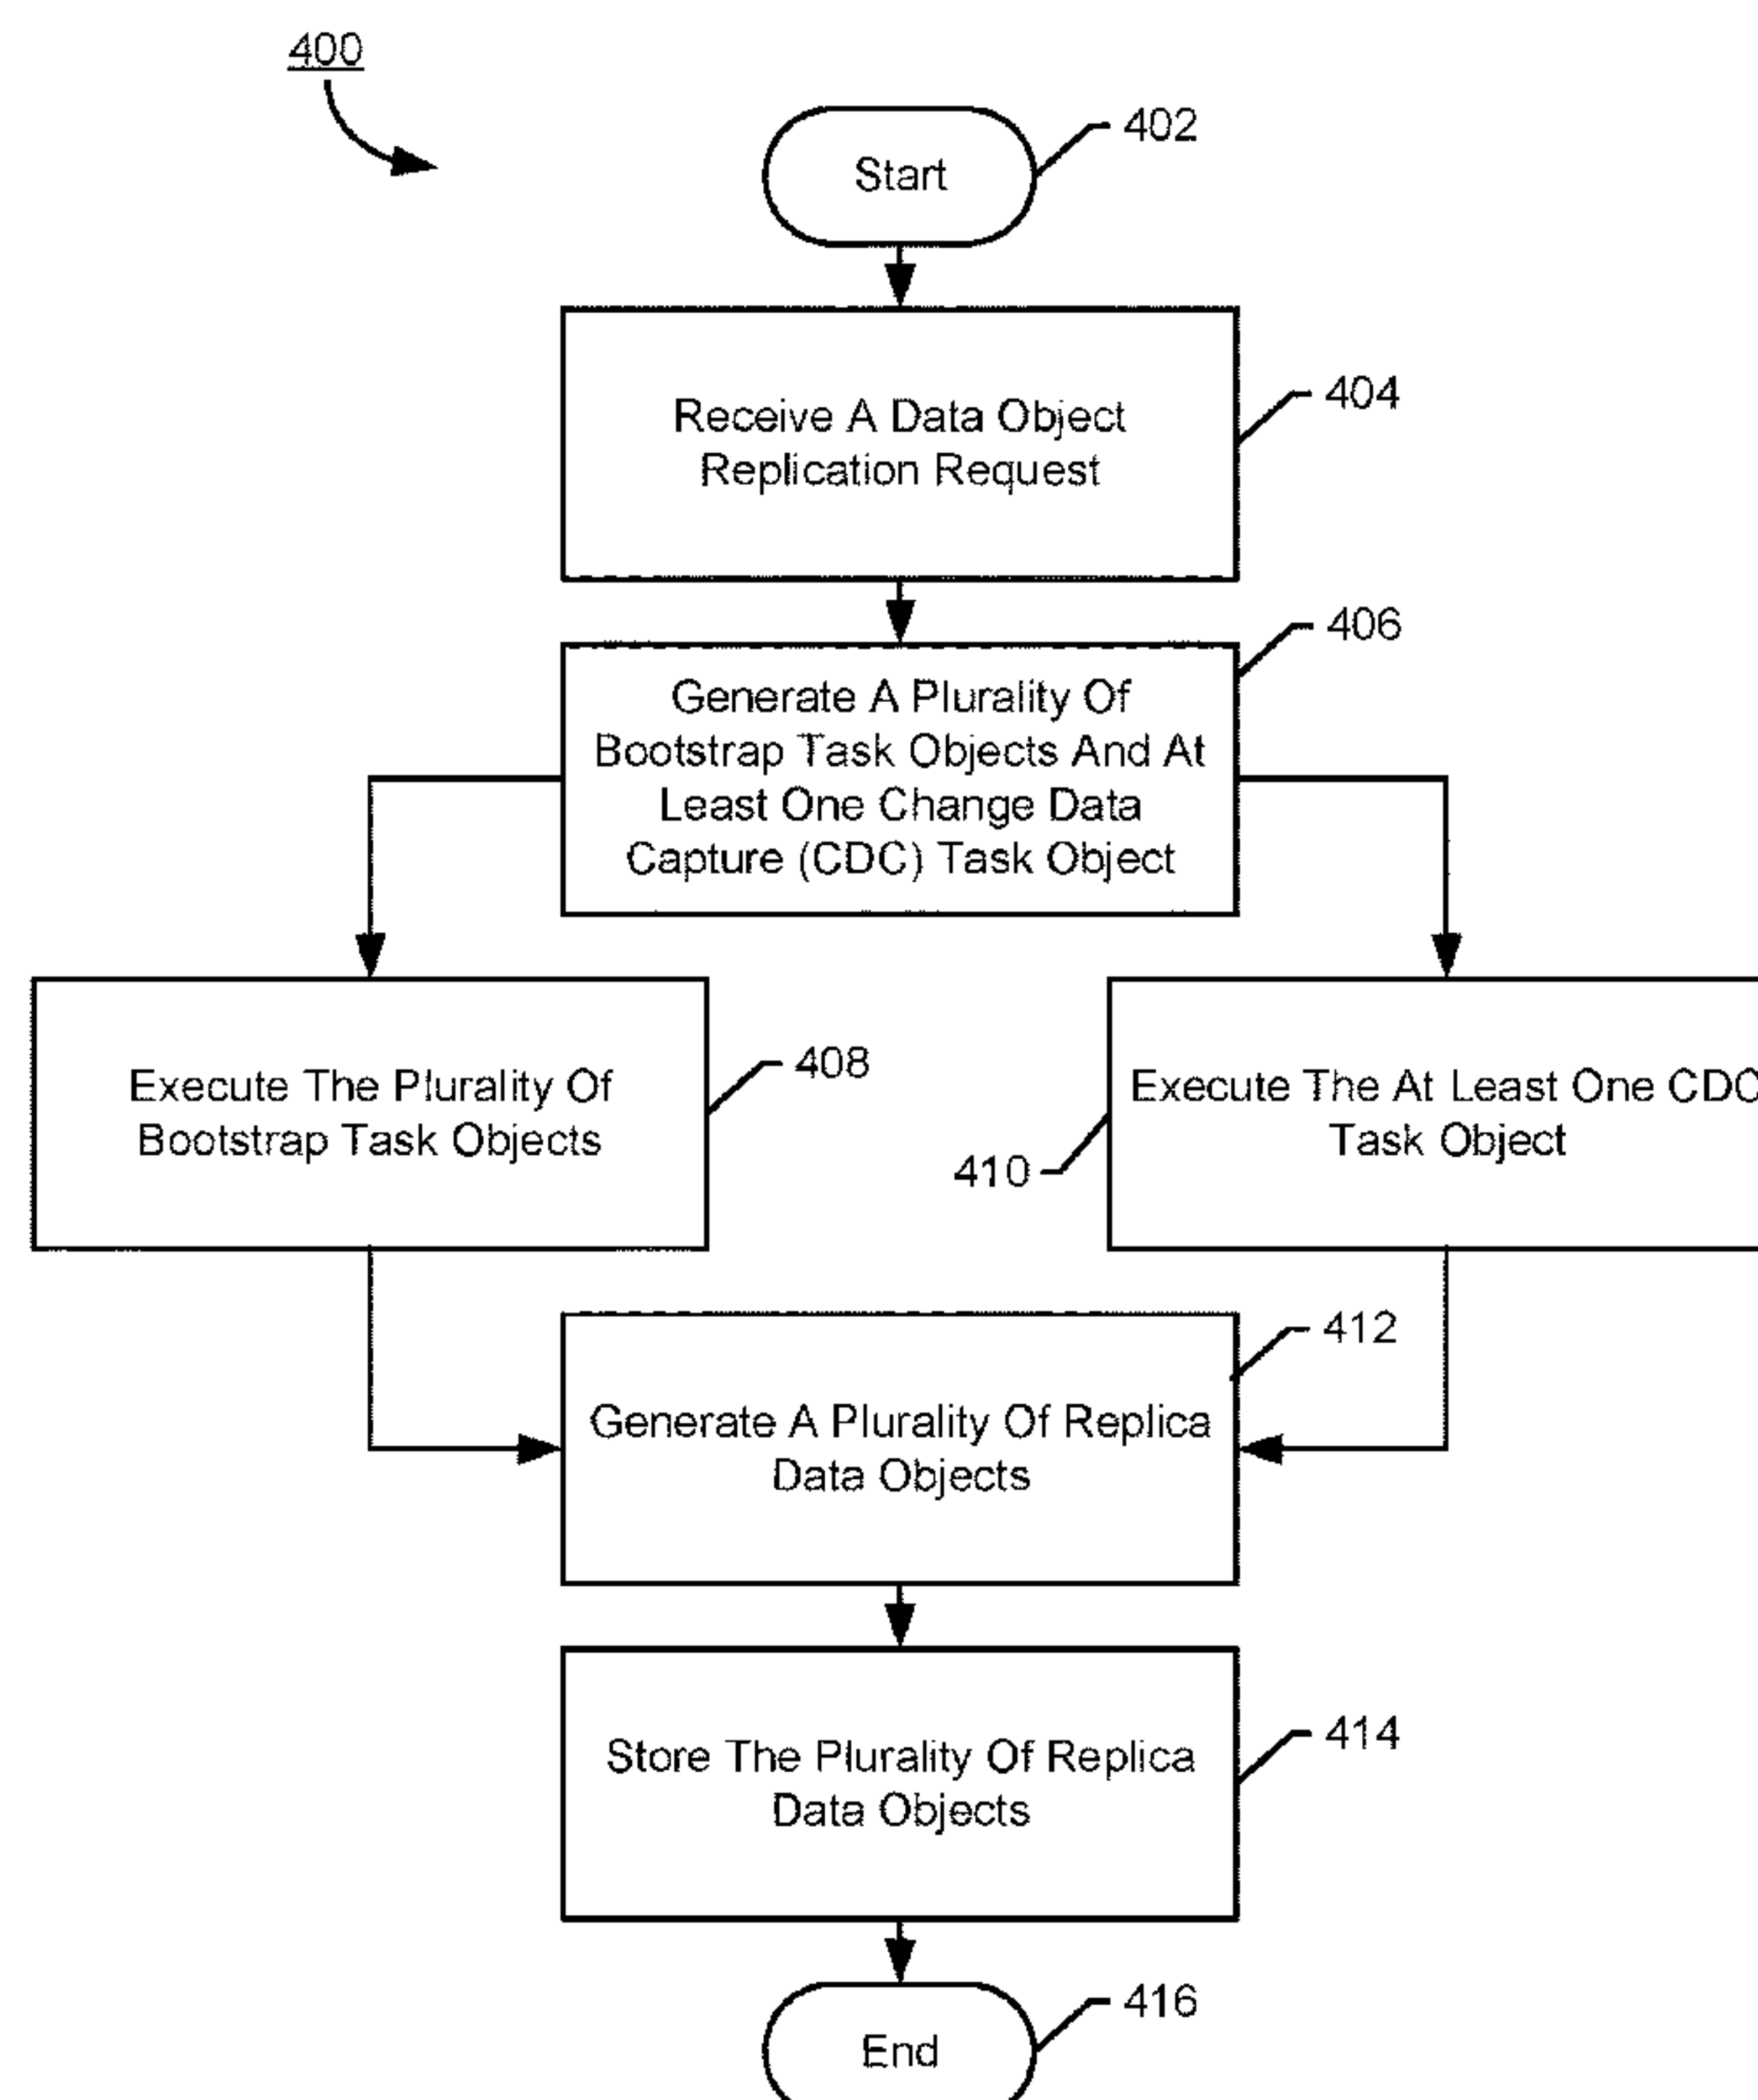 400
Start
402
Receive A Data Object
Replication Request
404
406
Generate A Plurality Of
Bootstrap Task Objects And At
Least One Change Data
Capture (CDC) Task Object
Execute The Plurality Of
Bootstrap Task Objects
408
Execute The At Least One CDC
Task Object
410
412
Generate A Plurality Of Replica
Data Objects
Store The Plurality Of Replica
Data Objects
414
416
End